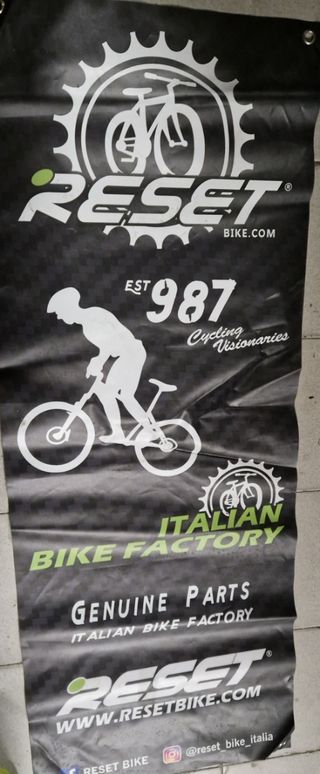 RESET®
BIKE.COM
EST 987
Cycling
Visionaries
ITALIAN
BIKE FACTORY
GENUINE PARTS
ITALIAN BIKE FACTORY
RESET®
WWW.RESETBIKE.COM
RESET BIKE @reset_bike_italia